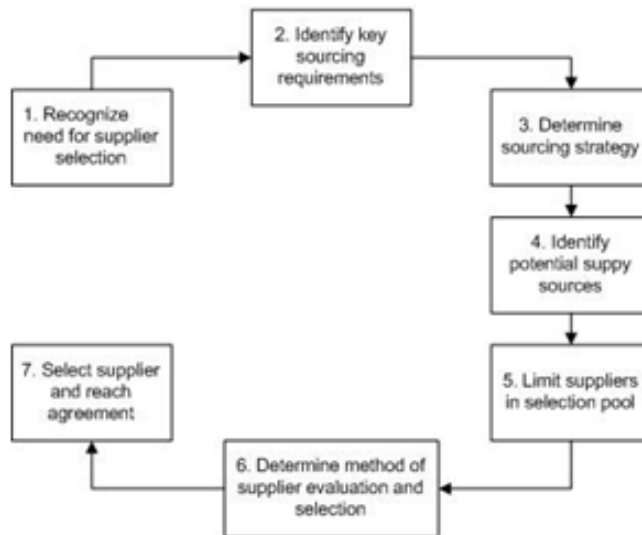 1. Recognize
need for supplier
selection
2. Identify key
sourcing
requirements
3. Determine
sourcing strategy
4. Identify
potential suppy
sources
5. Limit suppliers
in selection pool
6. Determine method of
supplier evaluation and
selection
7. Select supplier
and reach
agreement